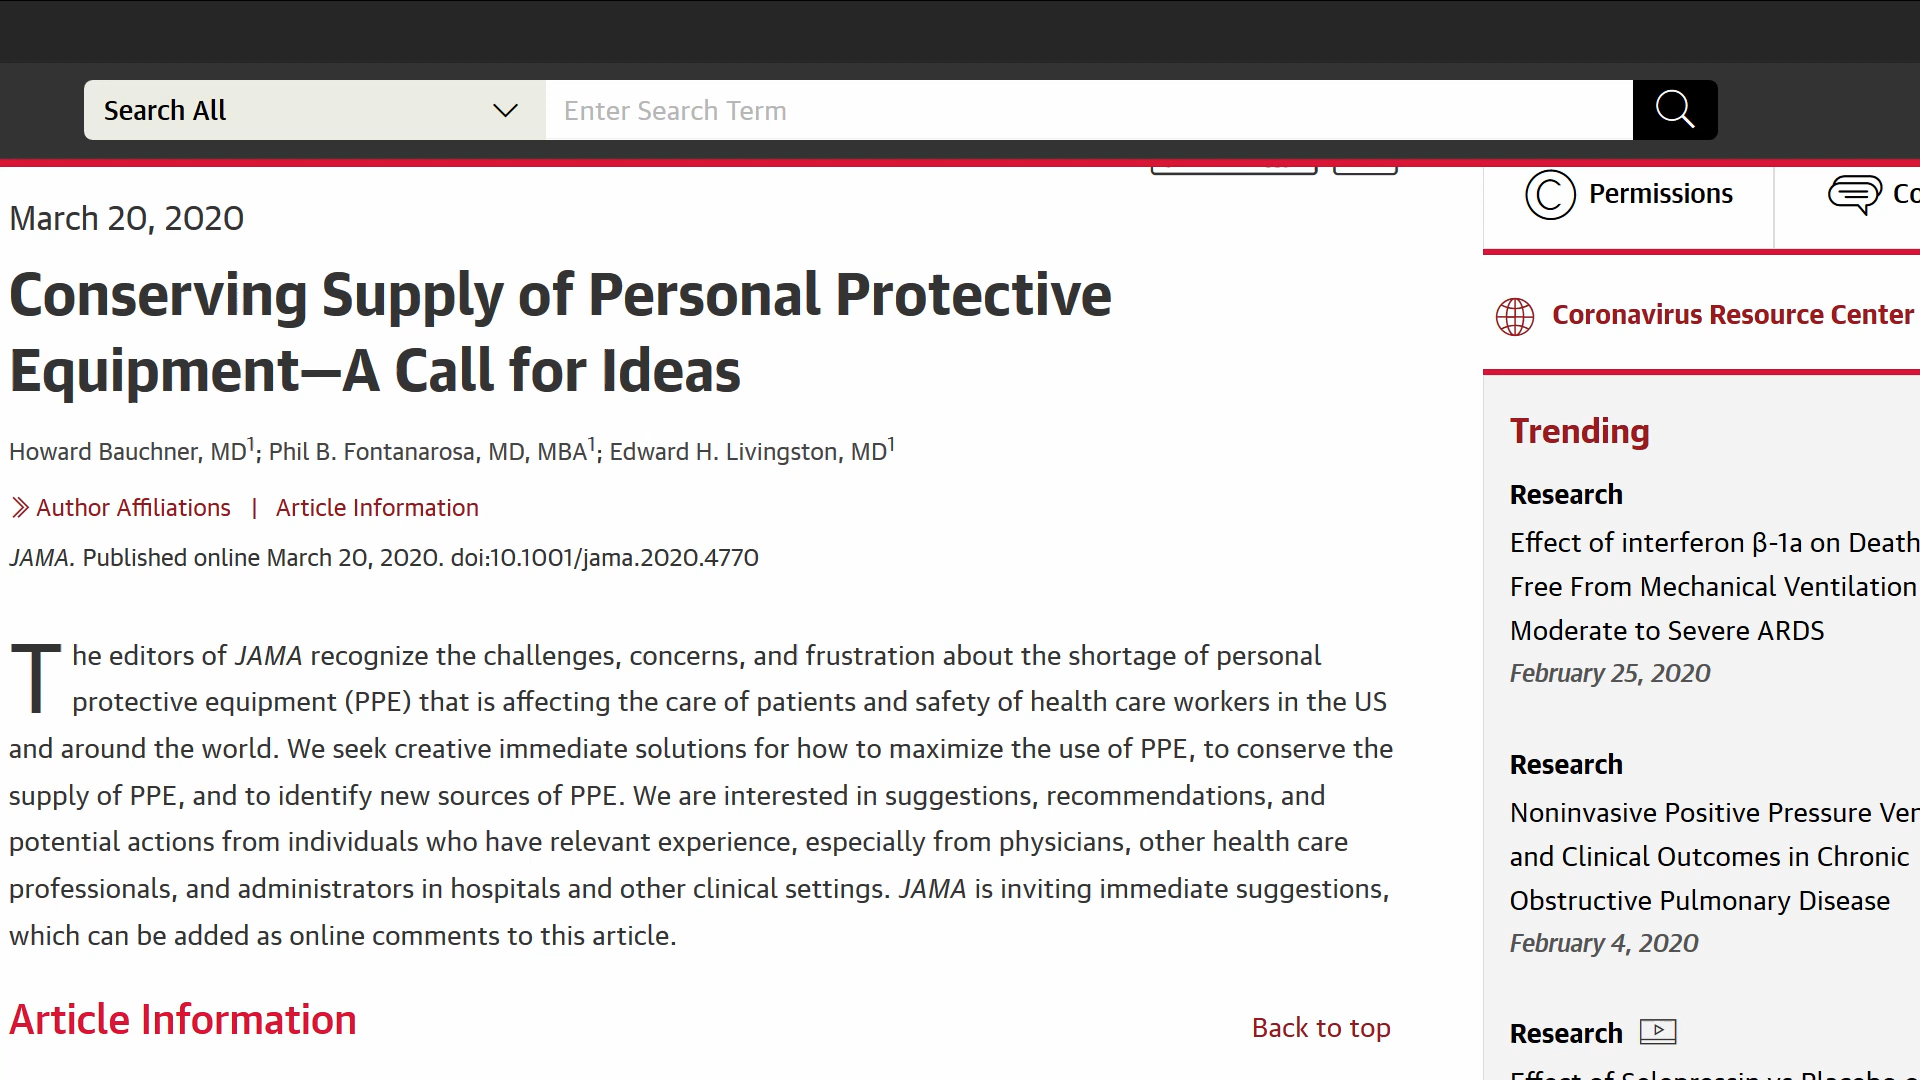 Search All
Enter Search Term
March 20, 2020
Conserving Supply of Personal Protective
Equipment—A Call for Ideas
Howard Bauchner, MD1; Phil B. Fontanarosa, MD, MBA1; Edward H. Livingston, MD1
Author Affiliations | Article Information
JAMA. Published online March 20, 2020. doi:10.1001/jama.2020.4770
The editors of JAMA recognize the challenges, concerns, and frustration about the shortage of personal
protective equipment (PPE) that is affecting the care of patients and safety of health care workers in the US
and around the world. We seek creative immediate solutions for how to maximize the use of PPE, to conserve the
supply of PPE, and to identify new sources of PPE. We are interested in suggestions, recommendations, and
potential actions from individuals who have relevant experience, especially from physicians, other health care
professionals, and administrators in hospitals and other clinical settings. JAMA is inviting immediate suggestions,
which can be added as online comments to this article.
Article Information
Back to top
© Permissions
Co
Coronavirus Resource Center
Trending
Research
Effect of interferon β-1a on Death
Free From Mechanical Ventilation
Moderate to Severe ARDS
February 25, 2020
Research
Noninvasive Positive Pressure Ven
and Clinical Outcomes in Chronic
Obstructive Pulmonary Disease
February 4, 2020
Research
Effect of Selepressin vs Placebo